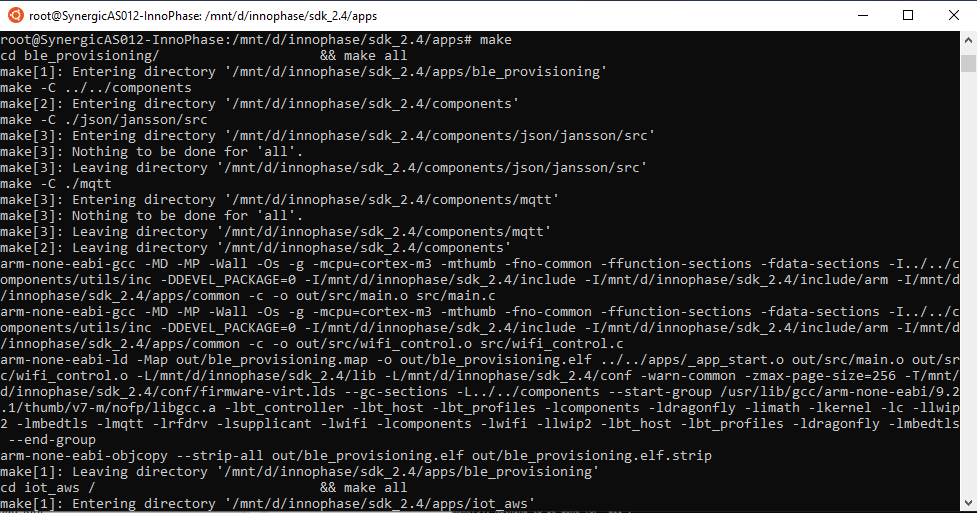 root@SynergicAS012-InnoPhase: /mnt/d/innophase/sdk_2.4/apps
root@SynergicAS012-InnoPhase:/mnt/d/innophase/sdk_2.4/apps# make
cd ble_provisioning/                    && make all
make[1]: Entering directory '/mnt/d/innophase/sdk_2.4/apps/ble_provisioning'
make -C ../../components
make[2]: Entering directory '/mnt/d/innophase/sdk_2.4/components'
make -C ./json/jansson/src
make[3]: Entering directory '/mnt/d/innophase/sdk_2.4/components/json/jansson/src'
make[3]: Nothing to be done for 'all'.
make[3]: Leaving directory '/mnt/d/innophase/sdk_2.4/components/json/jansson/src'
make -C ./mqtt
make[3]: Entering directory '/mnt/d/innophase/sdk_2.4/components/mqtt'
make[3]: Nothing to be done for 'all'.
make[3]: Leaving directory '/mnt/d/innophase/sdk_2.4/components/mqtt'
make[2]: Leaving directory '/mnt/d/innophase/sdk_2.4/components'
arm-none-eabi-gcc -MD -MP -Wall -Os -g -mcpu=cortex-m3 -mthumb -fno-common -ffunction-sections -fdata-sections -I../../c
omponents/utils/inc -DDEVEL_PACKAGE=0 -I/mnt/d/innophase/sdk_2.4/include -I/mnt/d/innophase/sdk_2.4/include/arm -I/mnt/d
/innophase/sdk_2.4/apps/common -c -o out/src/main.o src/main.c
arm-none-eabi-gcc -MD -MP -Wall -Os -g -mcpu=cortex-m3 -mthumb -fno-common -ffunction-sections -fdata-sections -I../../c
omponents/utils/inc -DDEVEL_PACKAGE=0 -I/mnt/d/innophase/sdk_2.4/include -I/mnt/d/innophase/sdk_2.4/include/arm -I/mnt/d
/innophase/sdk_2.4/apps/common -c -o out/src/wifi_control.o src/wifi_control.c
arm-none-eabi-ld -Map out/ble_provisioning.map -o out/ble_provisioning.elf ../../apps/_app_start.o out/src/main.o out/sr
c/wifi_control.o -L/mnt/d/innophase/sdk_2.4/lib -L/mnt/d/innophase/sdk_2.4/conf -warn-common -zmax-page-size=256 -T/mnt/
d/innophase/sdk_2.4/conf/firmware-virt.lds --gc-sections -L../../components --start-group /usr/lib/gcc/arm-none-eabi/9.2
.1/thumb/v7-m/nofp/libgcc.a -lbt_controller -lbt_host -lbt_profiles -lcomponents -ldragonfly -limath -lkernel -lc -llwip
2 -lmbedtls -lmqtt -lrfdrv -lsupplicant -lwifi -lcomponents -lwifi -llwip2 -lbt_host -lbt_profiles -ldragonfly -lmbedtls
 --end-group
arm-none-eabi-objcopy --strip-all out/ble_provisioning.elf out/ble_provisioning.elf.strip
make[1]: Leaving directory '/mnt/d/innophase/sdk_2.4/apps/ble_provisioning'
cd iot_aws /                            && make all
make[1]: Entering directory '/mnt/d/innophase/sdk_2.4/apps/iot_aws'